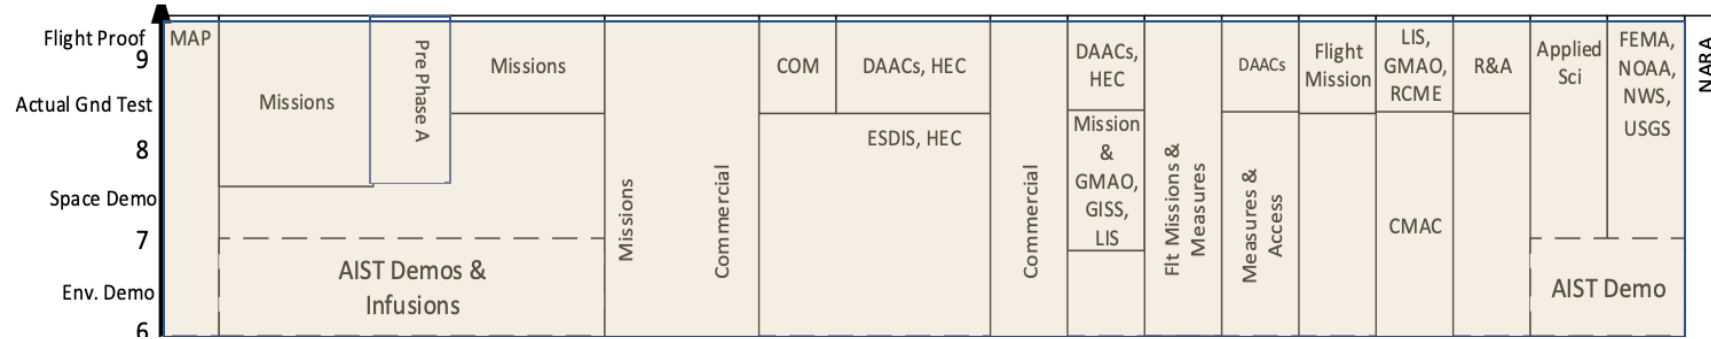 Flight Proof
9
Actual Gnd Test
8
Space Demo
7
Env. Demo
6
MAP
Missions
Pre Phase A
Missions
AIST Demos &
Infusions
Missions
Commercial
COM
DAACs, HEC
ESDIS, HEC
Commercial
DAACs,
HEC
Mission
&
GMAO,
GISS,
LIS
Flt Missions &
Measures
DAACs
Measures &
Access
Flight
Mission
LIS,
GMAO,
RCME
CMAC
R&A
Applied
Sci
FEMA,
NOAA,
NWS,
USGS
AIST Demo
NARA